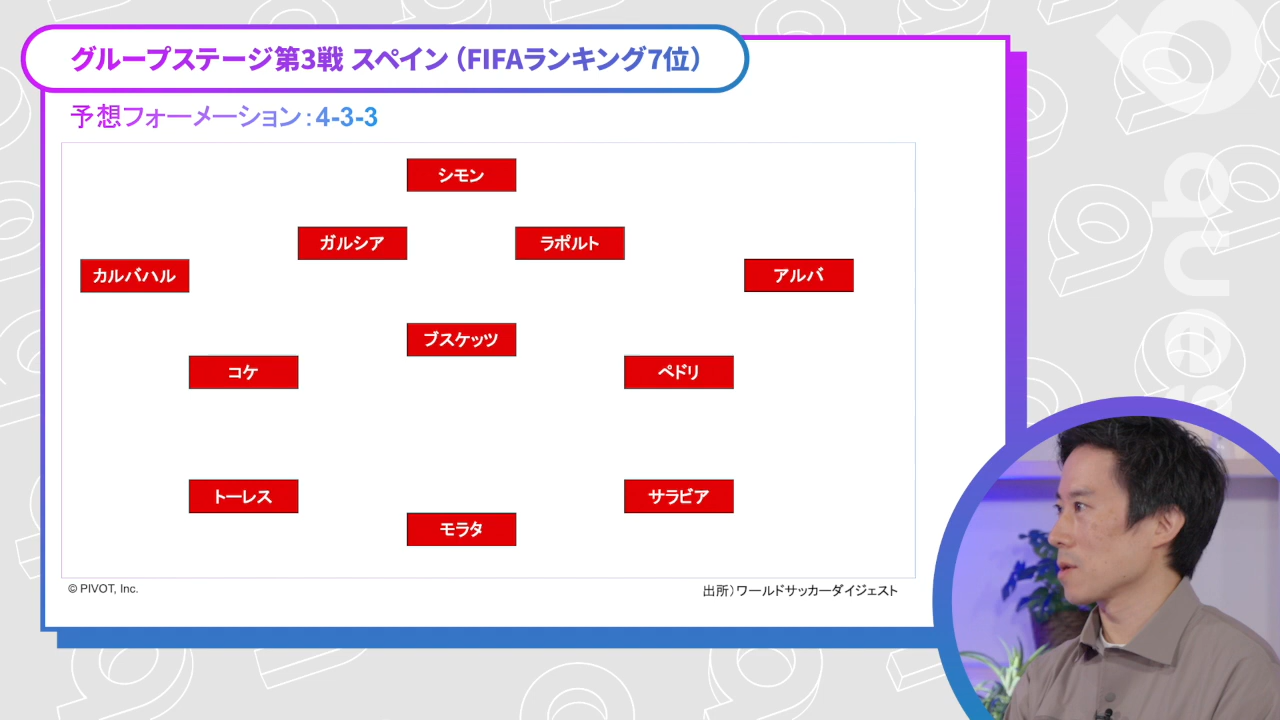 グループステージ第3戦 スペイン（FIFAランキング7位）
予想フォーメーション：4-3-3
シモン
ガルシア ラポルト
カルバハル アルバ
ブスケッツ
コケ ペドリ
トーレス サラビア
モラタ
© PIVOT, Inc. 出所）ワールドサッカーダイジェスト